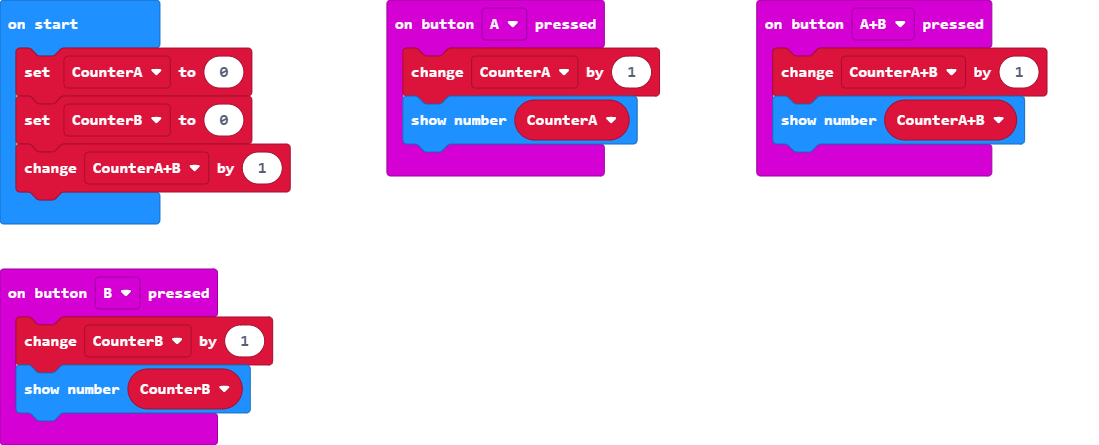 on start
set CounterA to 0
set CounterB to 0
change CounterA+B by 1
on button A pressed
change CounterA by 1
show number CounterA
on button A+B pressed
change CounterA+B by 1
show number CounterA+B
on button B pressed
change CounterB by 1
show number CounterB